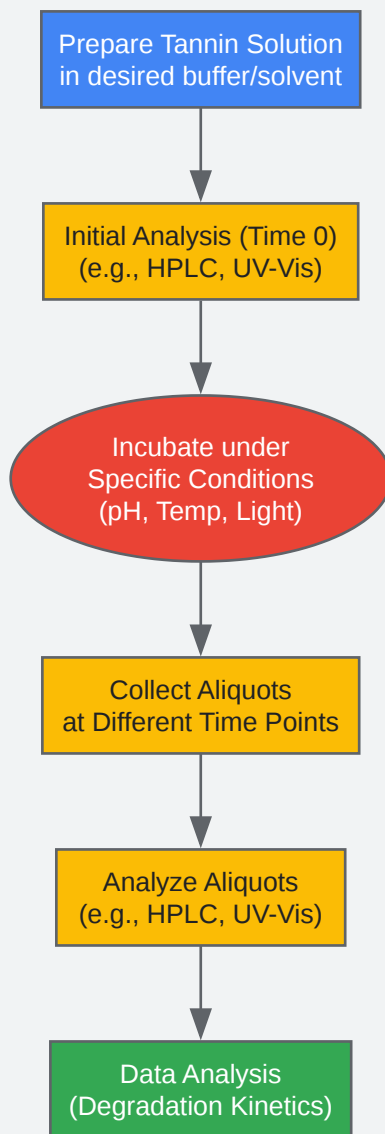 Prepare Tannin Solution
in desired buffer/solvent
Initial Analysis (Time 0)
(e.g., HPLC, UV-Vis)
Incubate under
Specific Conditions
(pH, Temp, Light)
Collect Aliquots
at Different Time Points
Analyze Aliquots
(e.g., HPLC, UV-Vis)
Data Analysis
(Degradation Kinetics)